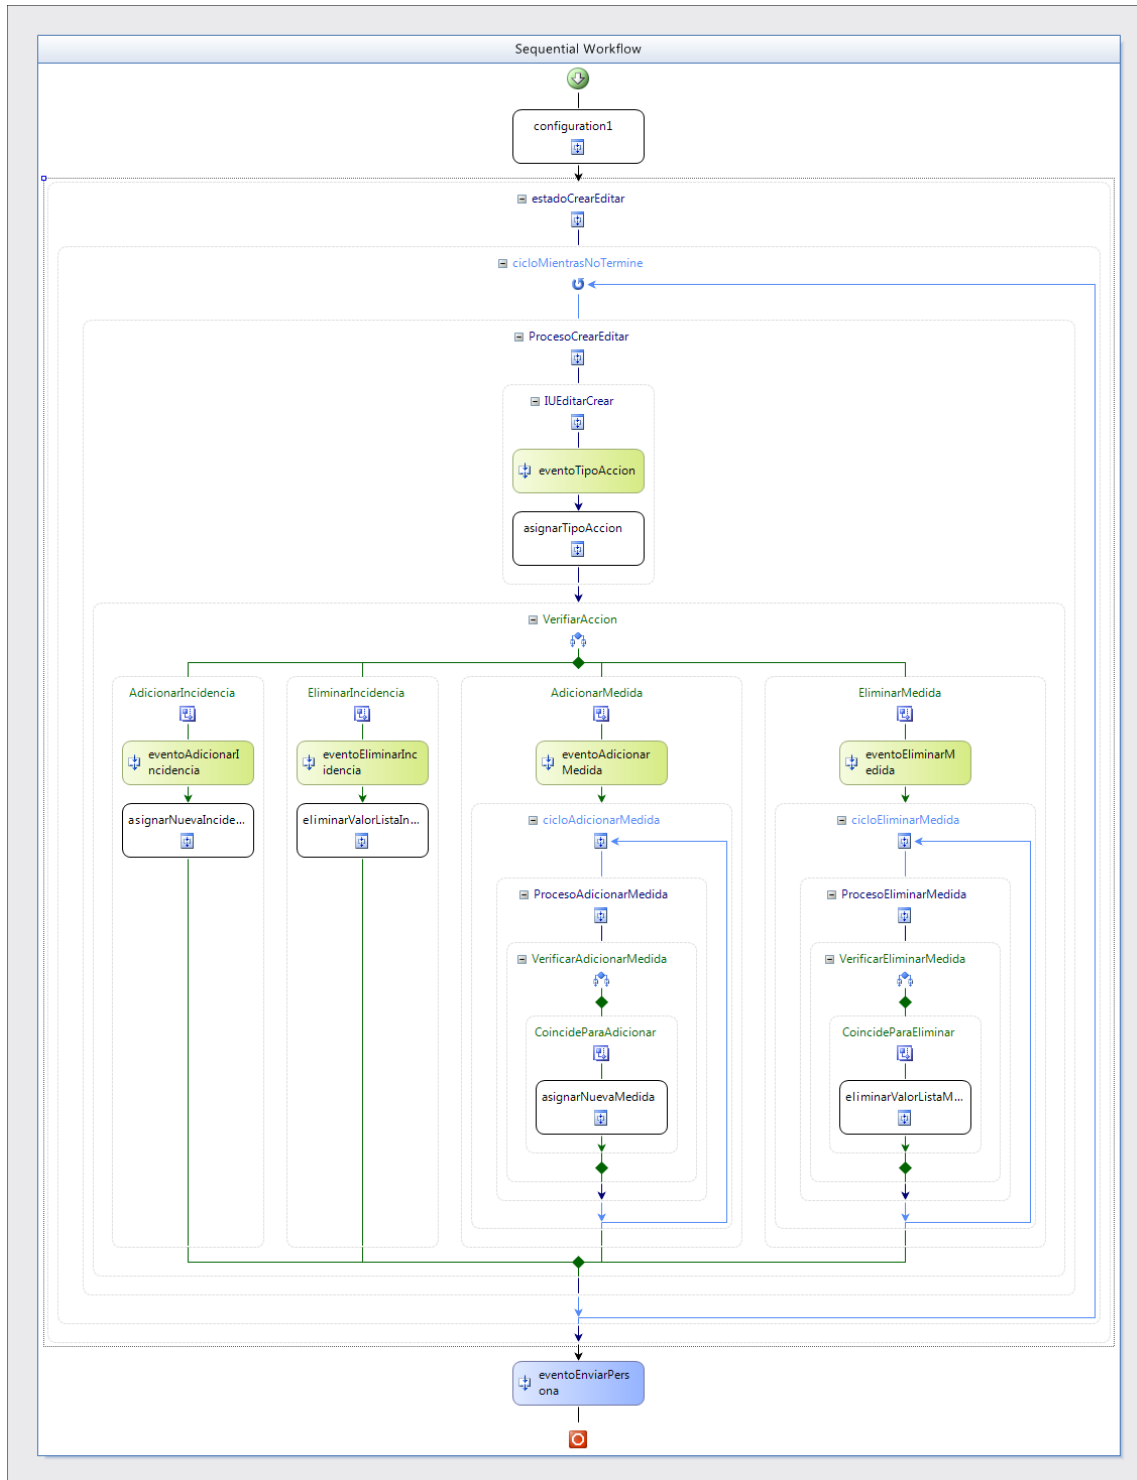 Sequential Workflow
configuration1
estadoCrearEditar
cicloMientrasNoTermine
ProcesoCrearEditar
IUEditarCrear
eventoTipoAccion
asignarTipoAccion
VerifiarAccion
AdicionarIncidencia
EliminarIncidencia
AdicionarMedida
EliminarMedida
eventoAdicionarI
ncidencia
eventoEliminarInc
idencia
eventoAdicionar
Medida
eventoEliminarM
edida
asignarNuevaIncide...
eliminarValorListaIn...
cicloAdicionarMedida
cicloEliminarMedida
ProcesoAdicionarMedida
ProcesoEliminarMedida
VerificarAdicionarMedida
VerificarEliminarMedida
CoincideParaAdicionar
CoincideParaEliminar
asignarNuevaMedida
eliminarValorListaM...
eventoEnviarPers
ona